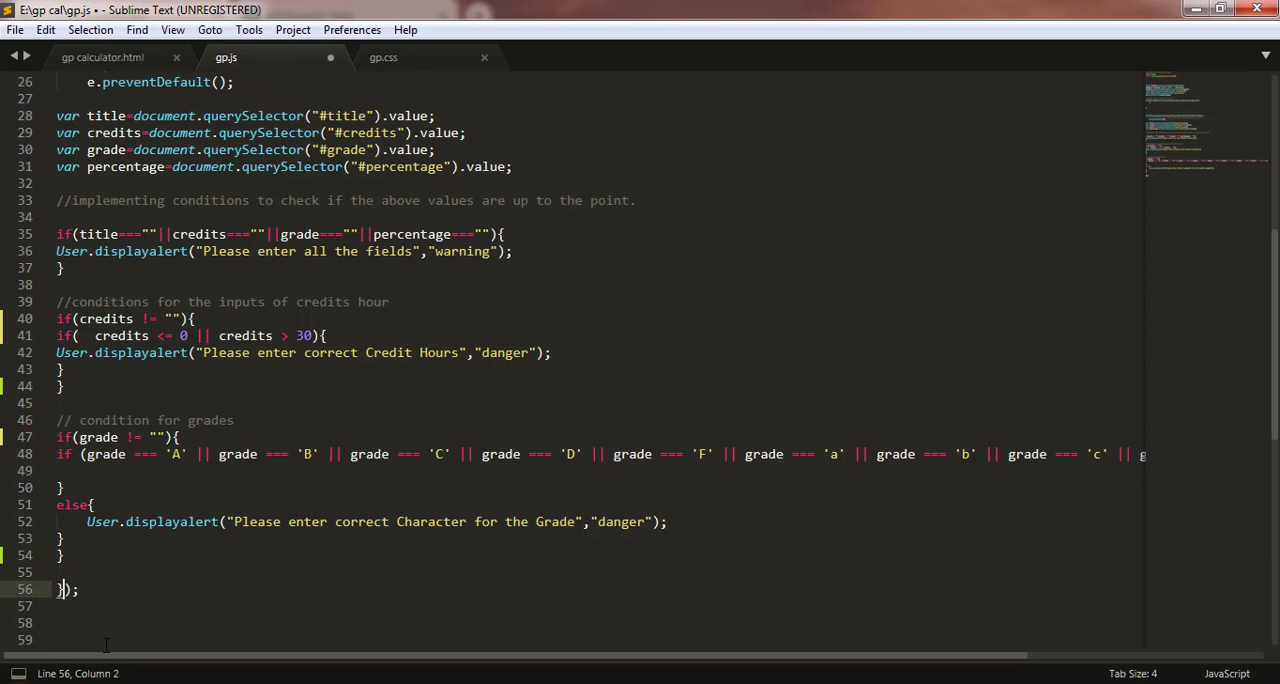 E:\gp cal\gp.js • - Sublime Text (UNREGISTERED)
File Edit Selection Find View Goto Tools Project Preferences Help
gp calculator.html gp.js gp.css
26 e.preventDefault();
27
28 var title=document.querySelector("#title").value;
29 var credits=document.querySelector("#credits").value;
30 var grade=document.querySelector("#grade").value;
31 var percentage=document.querySelector("#percentage").value;
32
33 //implementing conditions to check if the above values are up to the point.
34
35 if(title===""||credits===""||grade===""||percentage===""){
36 User.displayalert("Please enter all the fields","warning");
37 }
38
39 //conditions for the inputs of credits hour
40 if(credits != ""){
41 if(  credits <= 0 || credits > 30){
42 User.displayalert("Please enter correct Credit Hours","danger");
43 }
44 }
45
46 // condition for grades
47 if(grade != ""){
48 if (grade === 'A' || grade === 'B' || grade === 'C' || grade === 'D' || grade === 'F' || grade === 'a' || grade === 'b' || grade === 'c' || g
49
50 }
51 else{
52 User.displayalert("Please enter correct Character for the Grade","danger");
53 }
54 }
55
56 });
57
58
59
Line 56, Column 2 Tab Size: 4 JavaScript